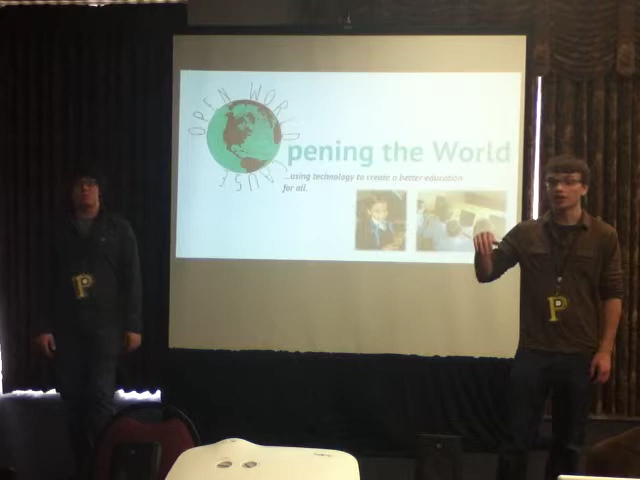 OPEN WORLD
CAUSE
pening the World
...using technology to create a better education
for all.
P
P